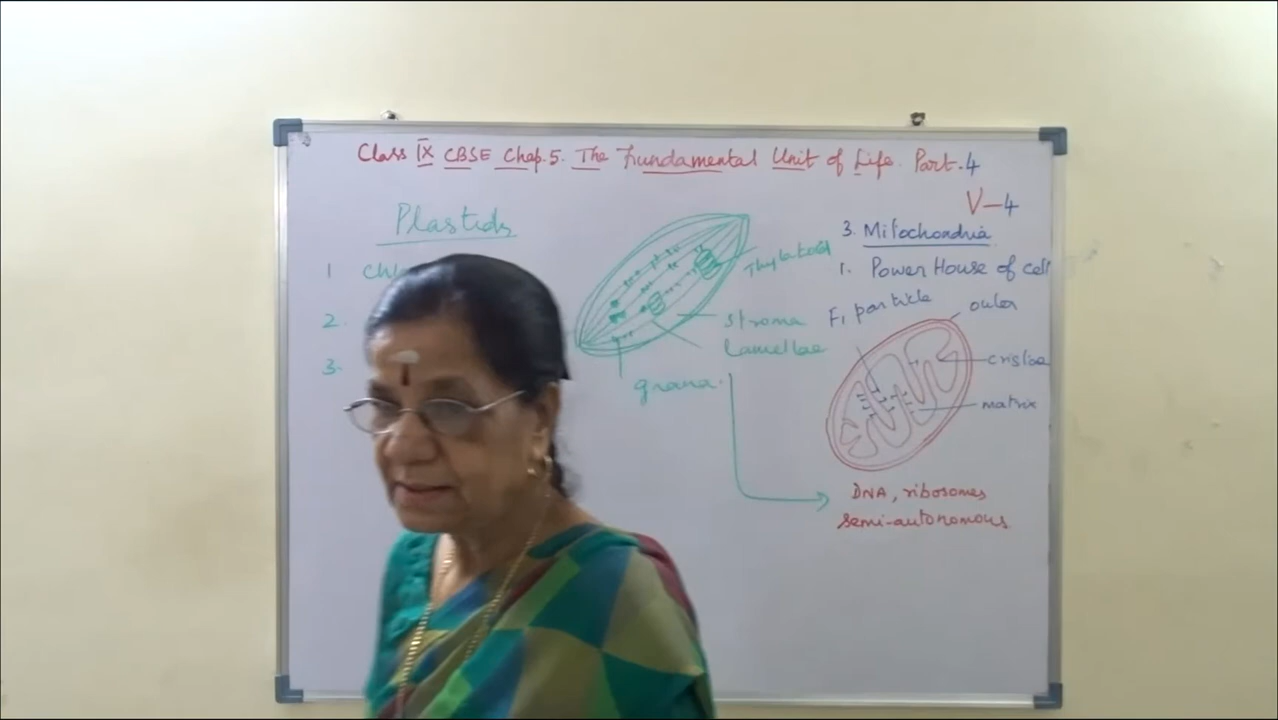 Class IX CBSE Chap.5. The Fundamental Unit of Life. Part-4
V-4
Plastids
1
2.
3.
Thylakoid
Stroma
lamellae
grana.
3. Mitochondria
1. Power House of cell
F1 particle
outer
cristae
matrix
DNA, ribosomes
semi-autonomous